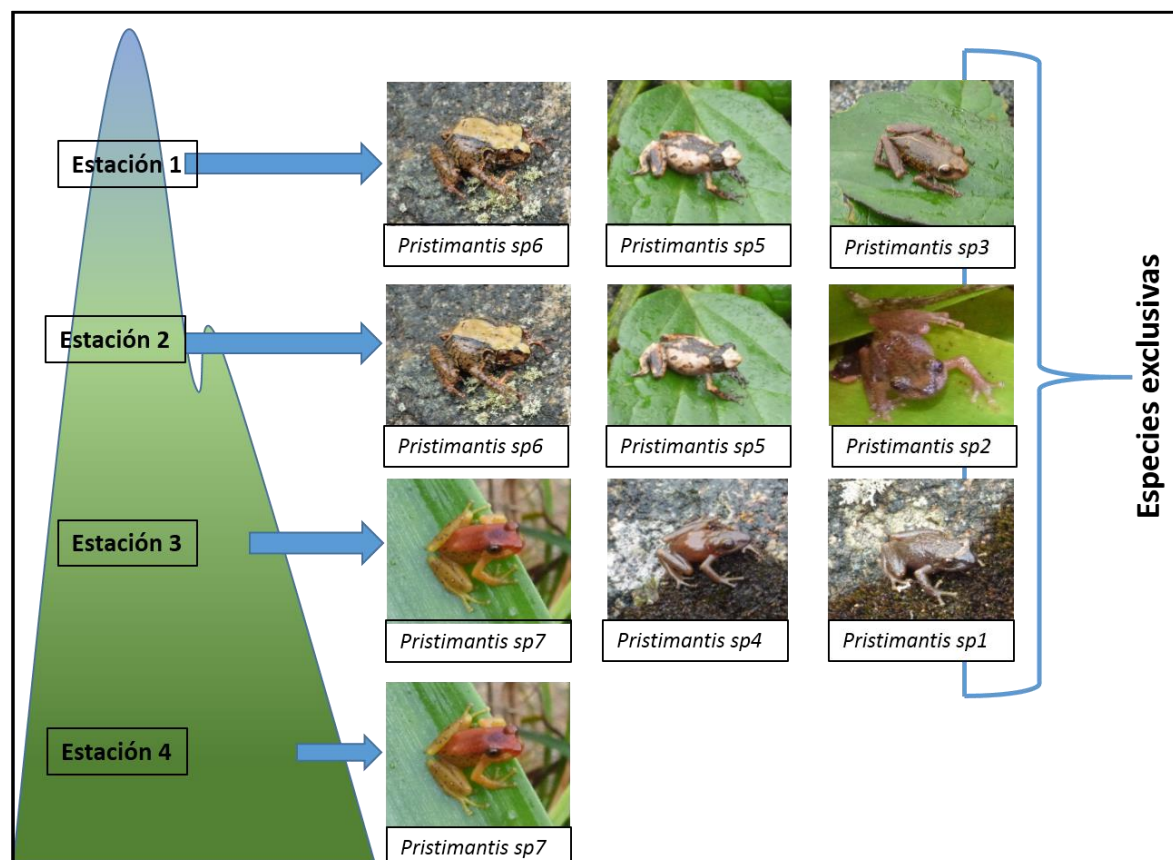 Estación 1
Pristimantis sp6
Pristimantis sp5
Pristimantis sp3
Estación 2
Pristimantis sp6
Pristimantis sp5
Pristimantis sp2
Estación 3
Pristimantis sp7
Pristimantis sp4
Pristimantis sp1
Estación 4
Pristimantis sp7
Especies exclusivas